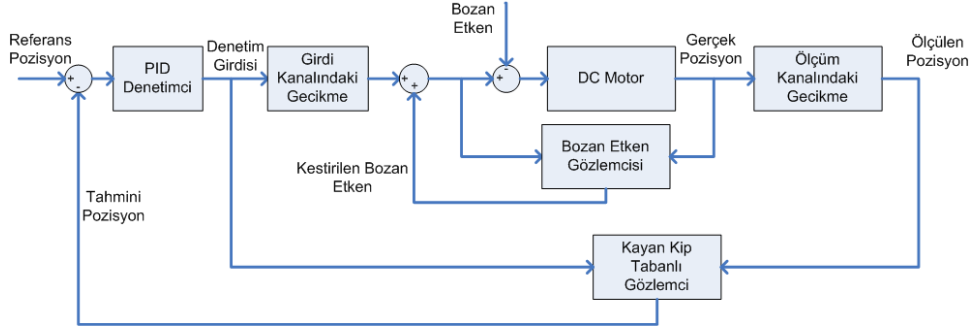 Referans
Pozisyon
+
-
PID
Denetimci
Denetim
Girdisi
Girdi
Kanalındaki
Gecikme
+
+
Bozan
Etken
+
-
DC Motor
Gerçek
Pozisyon
Ölçüm
Kanalındaki
Gecikme
Ölçülen
Pozisyon
Bozan Etken
Gözlemcisi
Kestirilen Bozan
Etken
Tahmini
Pozisyon
Kayan Kip
Tabanlı
Gözlemci